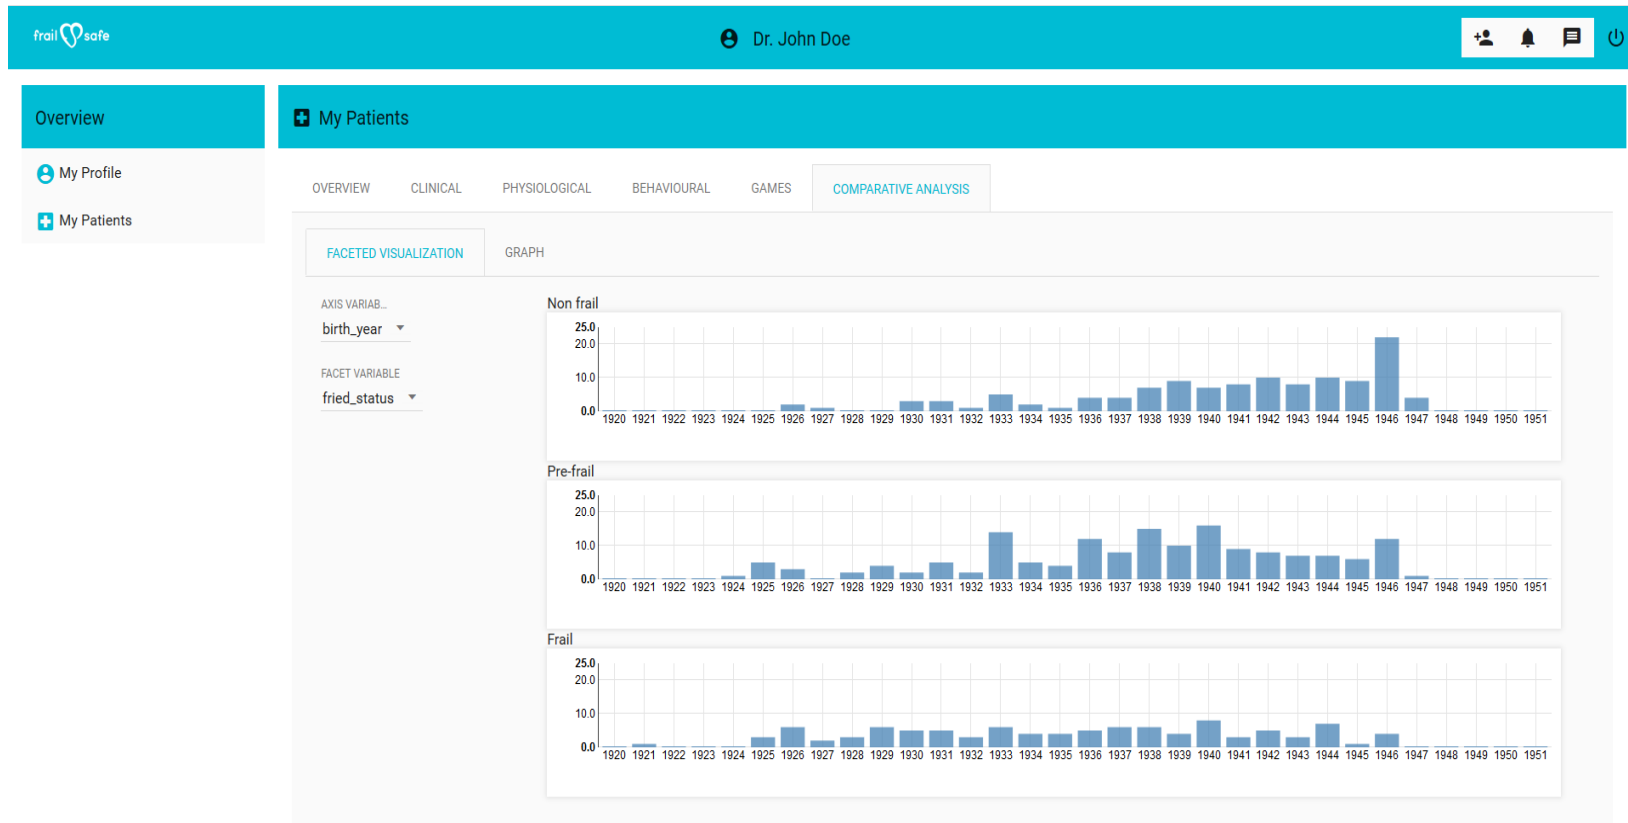 frail safe
Dr. John Doe
Overview
My Profile
My Patients
My Patients
OVERVIEW CLINICAL PHYSIOLOGICAL BEHAVIOURAL GAMES COMPARATIVE ANALYSIS
FACETED VISUALIZATION GRAPH
AXIS VARIAB...
birth_year
FACET VARIABLE
fried_status
Non frail
25.0
20.0
10.0
0.0
1920 1921 1922 1923 1924 1925 1926 1927 1928 1929 1930 1931 1932 1933 1934 1935 1936 1937 1938 1939 1940 1941 1942 1943 1944 1945 1946 1947 1948 1949 1950 1951
Pre-frail
25.0
20.0
10.0
0.0
1920 1921 1922 1923 1924 1925 1926 1927 1928 1929 1930 1931 1932 1933 1934 1935 1936 1937 1938 1939 1940 1941 1942 1943 1944 1945 1946 1947 1948 1949 1950 1951
Frail
25.0
20.0
10.0
0.0
1920 1921 1922 1923 1924 1925 1926 1927 1928 1929 1930 1931 1932 1933 1934 1935 1936 1937 1938 1939 1940 1941 1942 1943 1944 1945 1946 1947 1948 1949 1950 1951